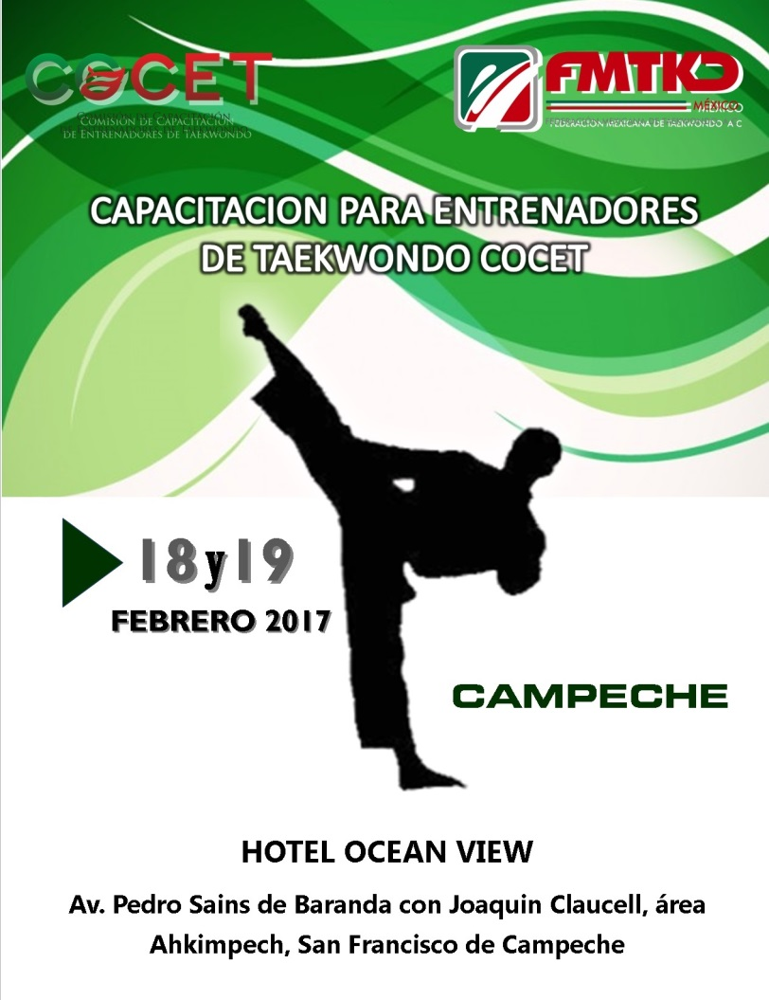 COCET
COMISIÓN DE CAPACITACIÓN
DE ENTRENADORES DE TAEKWONDO
FMTKD
MÉXICO
FEDERACION MEXICANA DE TAEKWONDO A C
CAPACITACION PARA ENTRENADORES
DE TAEKWONDO COCET
18y19
FEBRERO 2017
CAMPECHE
HOTEL OCEAN VIEW
Av. Pedro Sains de Baranda con Joaquin Claucell, área
Ahkimpech, San Francisco de Campeche